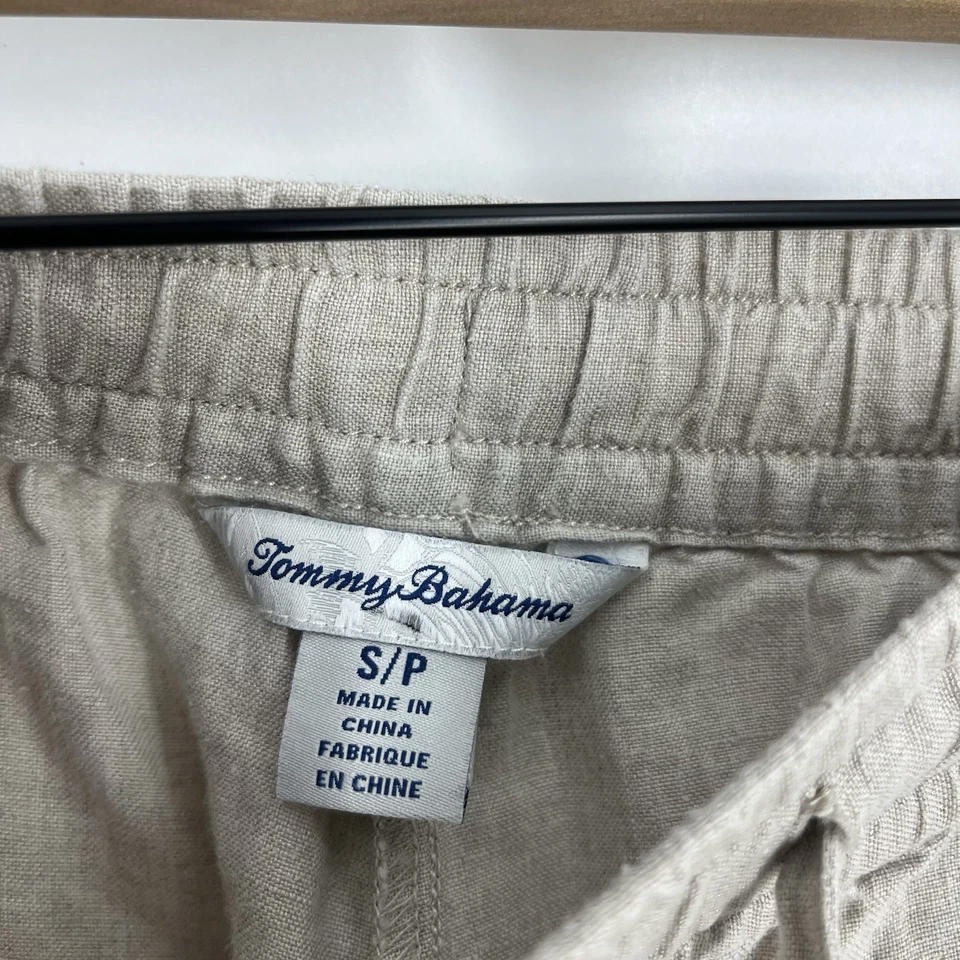 Tommy Bahama
S/P
MADE IN
CHINA
FABRIQUE
EN CHINE